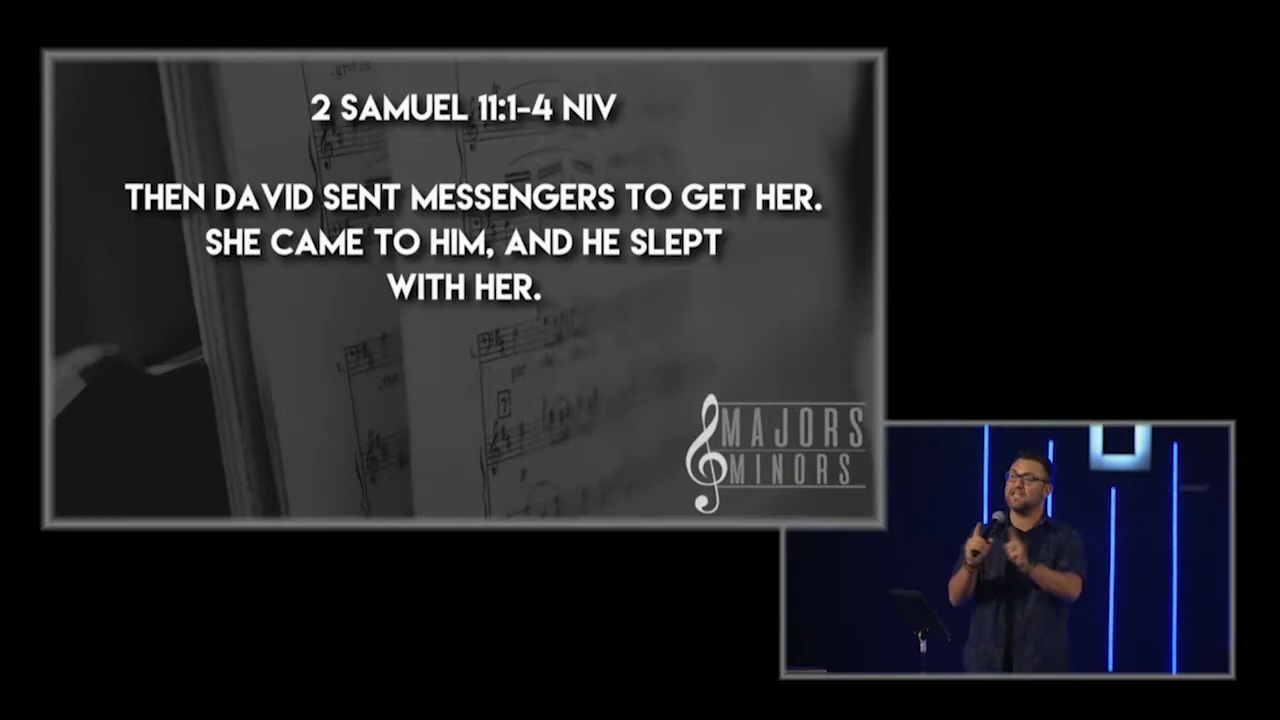 2 SAMUEL 11:1-4 NIV
THEN DAVID SENT MESSENGERS TO GET HER.
SHE CAME TO HIM, AND HE SLEPT
WITH HER.
MAJORS
MINORS
7